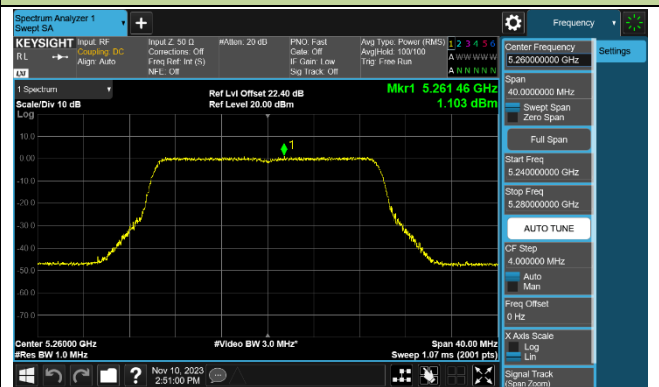 Spectrum Analyzer 1
Swept SA
+
Frequency
KEYSIGHT
RL
LXI
Input: RF
Coupling: DC
Align: Auto
Input Z: 50 Ω
Corrections: Off
Freq Ref: Int (S)
NFE: Off
#Atten: 20 dB
PNO: Fast
Gate: Off
IF Gain: Low
Sig Track: Off
Avg Type: Power (RMS)
Avg|Hold: 100/100
Trig: Free Run
1 2 3 4 5 6
A W W W W W
A N N N N N
1 Spectrum
Scale/Div 10 dB
Log
Ref Lvl Offset 22.40 dB
Ref Level 20.00 dBm
Mkr1 5.261 46 GHz
1.103 dBm
10.0
0.00
-10.0
-20.0
-30.0
-40.0
-50.0
-60.0
-70.0
1
Center 5.26000 GHz
#Res BW 1.0 MHz
#Video BW 3.0 MHz*
Span 40.00 MHz
Sweep 1.07 ms (2001 pts)
Center Frequency
5.260000000 GHz
Settings
Span
40.0000000 MHz
Swept Span
Zero Span
Full Span
Start Freq
5.240000000 GHz
Stop Freq
5.280000000 GHz
AUTO TUNE
CF Step
4.000000 MHz
Auto
Man
Freq Offset
0 Hz
X Axis Scale
Log
Lin
Signal Track
(Span Zoom)
?
Nov 10, 2023
2:51:00 PM